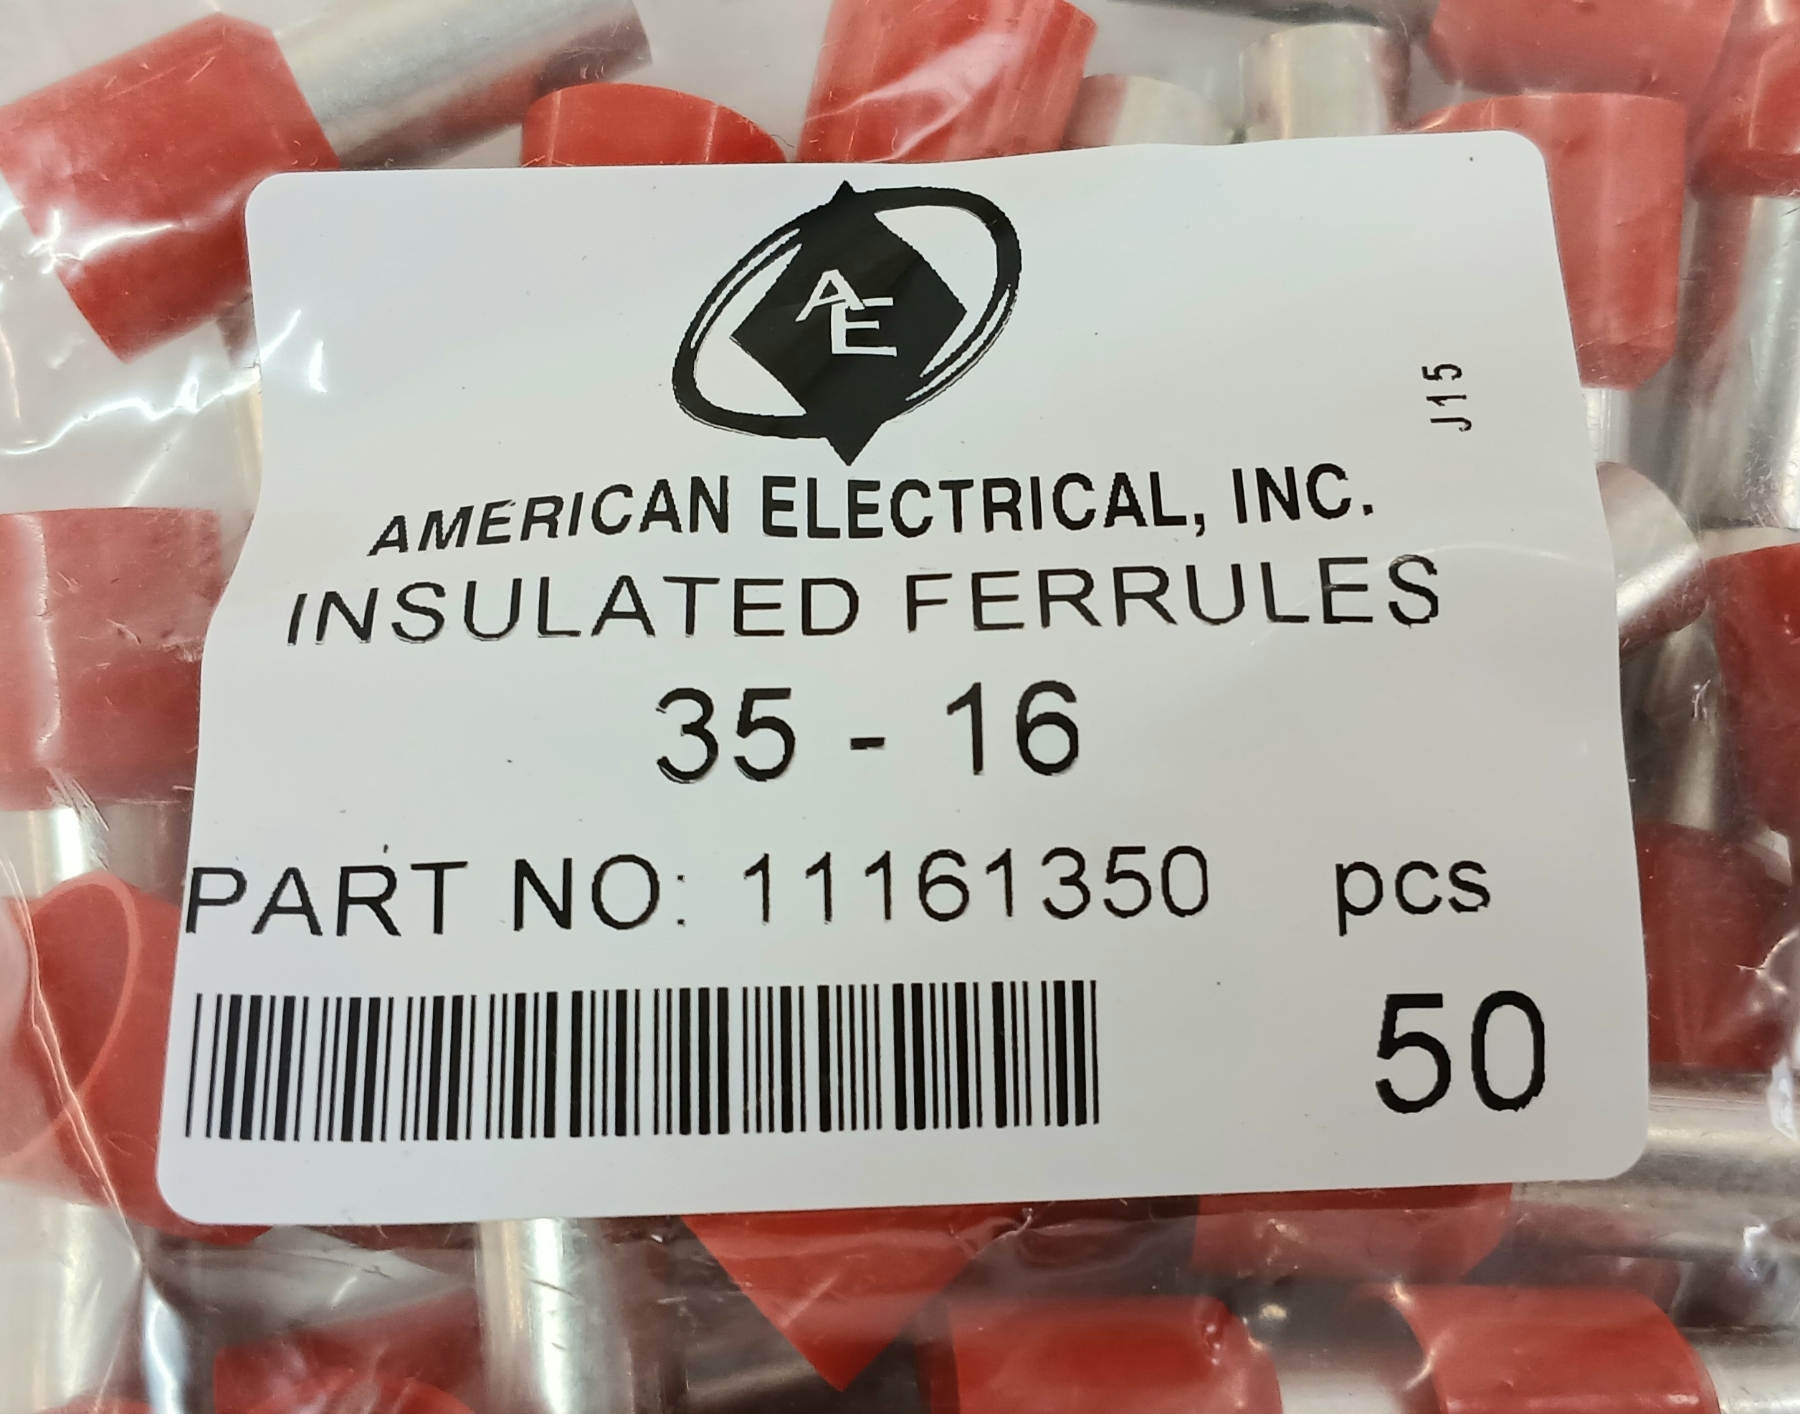 AE
J15
AMERICAN ELECTRICAL, INC.
INSULATED FERRULES
35 - 16
PART NO: 11161350 pcs
50